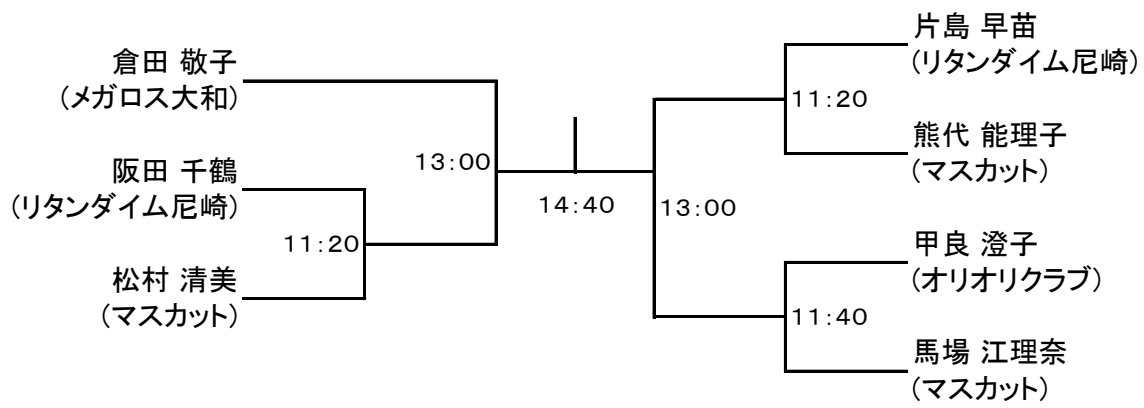 倉田 敬子
(メガロス大和)
阪田 千鶴
(リタンダイム尼崎)
松村 清美
(マスカット)
13:00
11:20
14:40
片島 早苗
(リタンダイム尼崎)
11:20
熊代 能理子
(マスカット)
13:00
甲良 澄子
(オリオリクラブ)
11:40
馬場 江理奈
(マスカット)